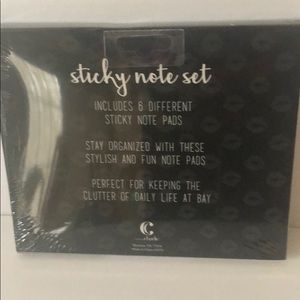 sticky note set
INCLUDES 6 DIFFERENT
STICKY NOTE PADS
STAY ORGANIZED WITH THESE
STYLISH AND FUN NOTE PADS
PERFECT FOR KEEPING THE
CLUTTER OF DAILY LIFE AT BAY
C